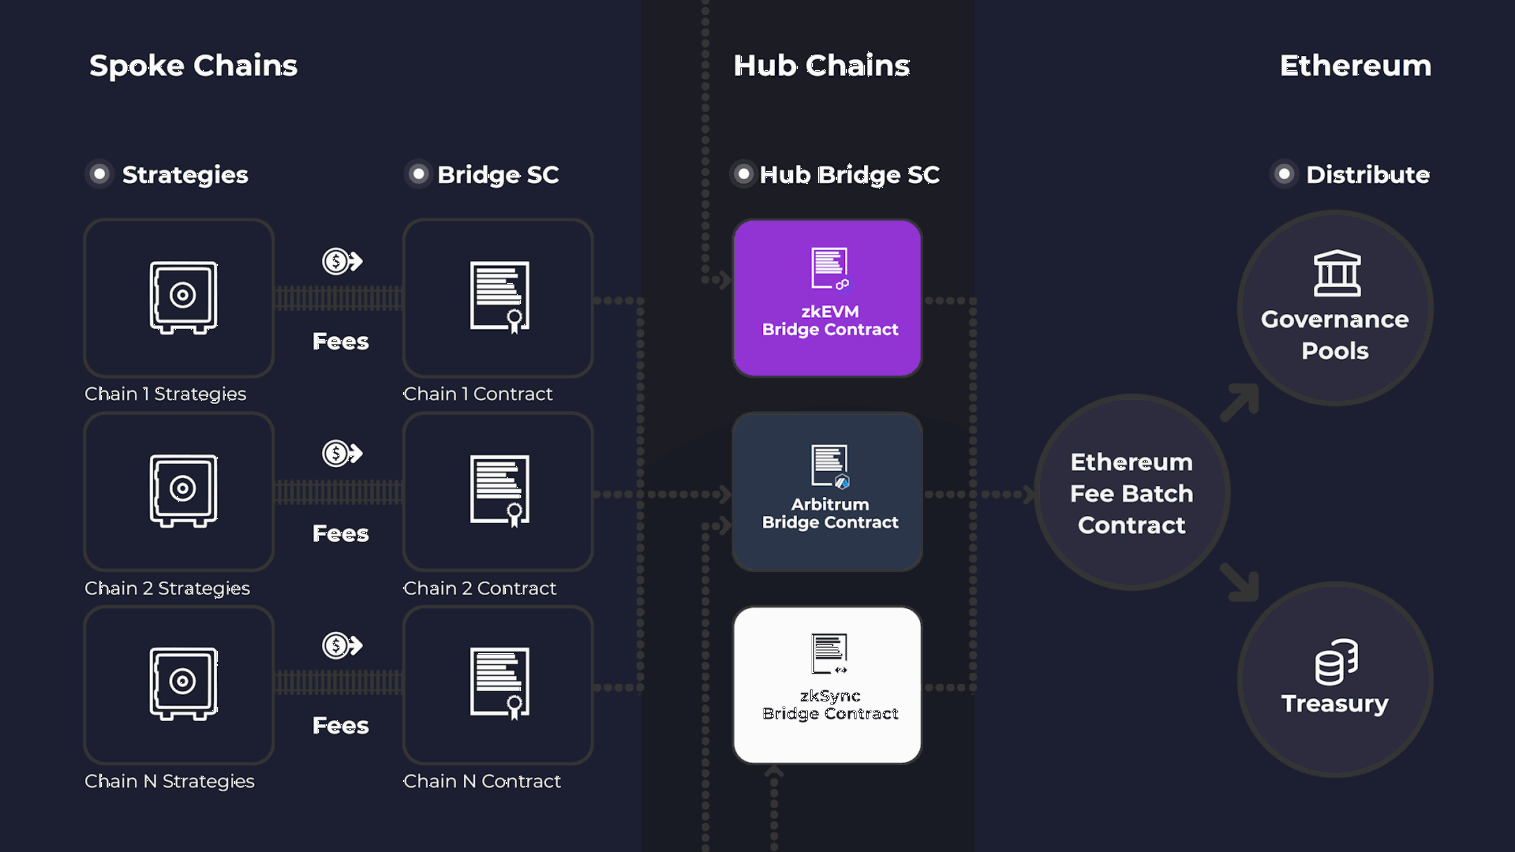 Spoke Chains
Hub Chains
Ethereum
Strategies
Bridge SC
Hub Bridge SC
Distribute
Fees
Chain 1 Strategies
Chain 1 Contract
zkEVM
Bridge Contract
Governance
Pools
Fees
Chain 2 Strategies
Chain 2 Contract
Arbitrum
Bridge Contract
Ethereum
Fee Batch
Contract
Fees
Chain N Strategies
Chain N Contract
zkSync
Bridge Contract
Treasury